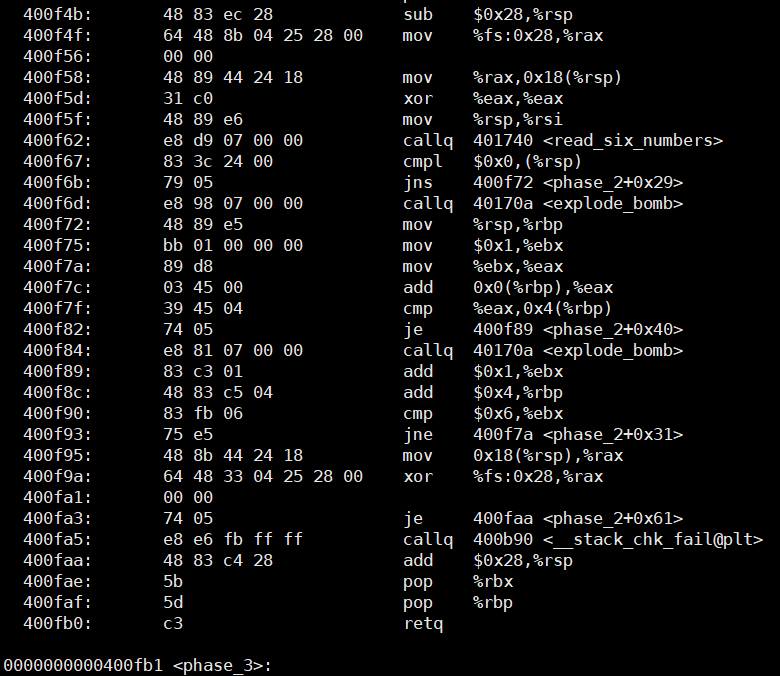 400f4b: 48 83 ec 28 sub $0x28,%rsp
400f4f: 64 48 8b 04 25 28 00 mov %fs:0x28,%rax
400f56: 00 00
400f58: 48 89 44 24 18 mov %rax,0x18(%rsp)
400f5d: 31 c0 xor %eax,%eax
400f5f: 48 89 e6 mov %rsp,%rsi
400f62: e8 d9 07 00 00 callq 401740 <read_six_numbers>
400f67: 83 3c 24 00 cmpl $0x0,(%rsp)
400f6b: 79 05 jns 400f72 <phase_2+0x29>
400f6d: e8 98 07 00 00 callq 40170a <explode_bomb>
400f72: 48 89 e5 mov %rsp,%rbp
400f75: bb 01 00 00 00 mov $0x1,%ebx
400f7a: 89 d8 mov %ebx,%eax
400f7c: 03 45 00 add 0x0(%rbp),%eax
400f7f: 39 45 04 cmp %eax,0x4(%rbp)
400f82: 74 05 je 400f89 <phase_2+0x40>
400f84: e8 81 07 00 00 callq 40170a <explode_bomb>
400f89: 83 c3 01 add $0x1,%ebx
400f8c: 48 83 c5 04 add $0x4,%rbp
400f90: 83 fb 06 cmp $0x6,%ebx
400f93: 75 e5 jne 400f7a <phase_2+0x31>
400f95: 48 8b 44 24 18 mov 0x18(%rsp),%rax
400f9a: 64 48 33 04 25 28 00 xor %fs:0x28,%rax
400fa1: 00 00
400fa3: 74 05 je 400faa <phase_2+0x61>
400fa5: e8 e6 fb ff ff callq 400b90 <__stack_chk_fail@plt>
400faa: 48 83 c4 28 add $0x28,%rsp
400fae: 5b pop %rbx
400faf: 5d pop %rbp
400fb0: c3 retq
0000000000400fb1 <phase_3>: